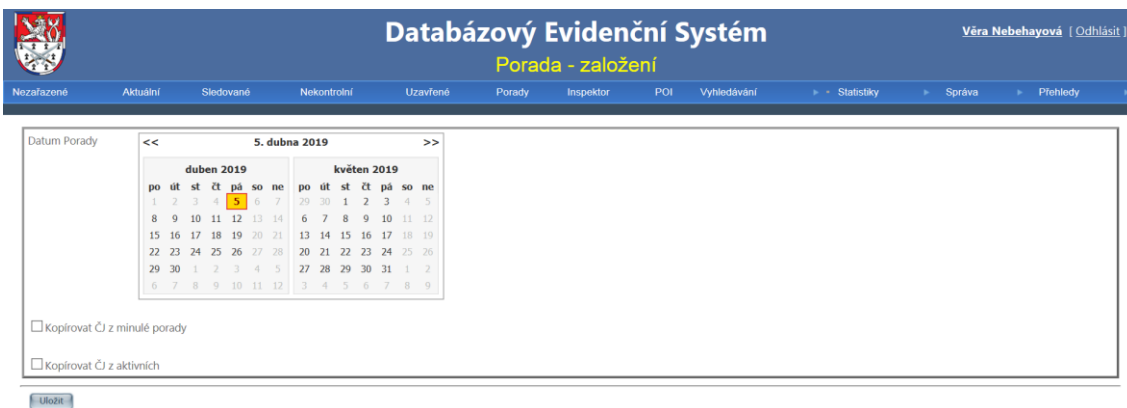 Databázový Evidenční Systém
Věra Nebehayová [ Odhlásit ]
Porada - založení
Nezařazené Aktuální Sledované Nekontrolní Uzavřené Porady Inspektor POI Vyhledávání Statistiky Správa Přehledy
Datum Porady
<< 5. dubna 2019 >>
duben 2019 květen 2019
po út st čt pá so ne po út st čt pá so ne
1 2 3 4 5 6 7 29 30 1 2 3 4 5
8 9 10 11 12 13 14 6 7 8 9 10 11 12
15 16 17 18 19 20 21 13 14 15 16 17 18 19
22 23 24 25 26 27 28 20 21 22 23 24 25 26
29 30 1 2 3 4 5 27 28 29 30 31 1 2
6 7 8 9 10 11 12 3 4 5 6 7 8 9
Kopírovat ČJ z minulé porady
Kopírovat ČJ z aktivních
Uložit